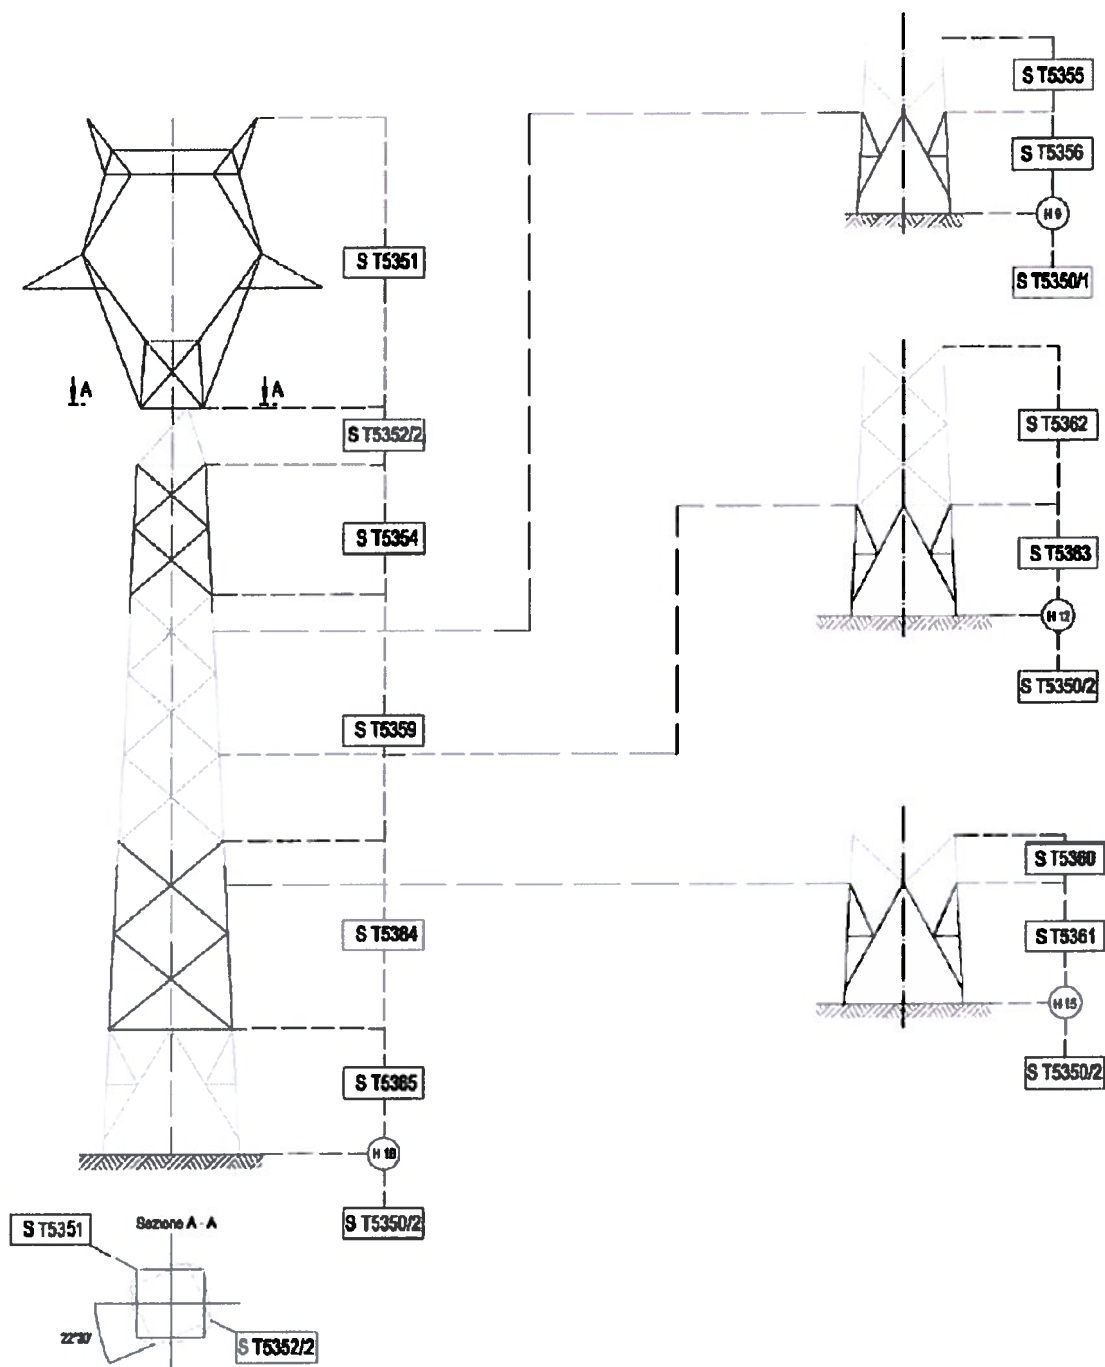 S T5355
S T5356
H 9
S T5350/1
S T5351
A
A
S T5352/2
S T5354
S T5362
S T5363
H 12
S T5350/2
S T5359
S T5360
S T5364
S T5361
H 15
S T5350/2
S T5365
H 18
S T5350/2
Sezione A - A
S T5351
22°30'
S T5352/2